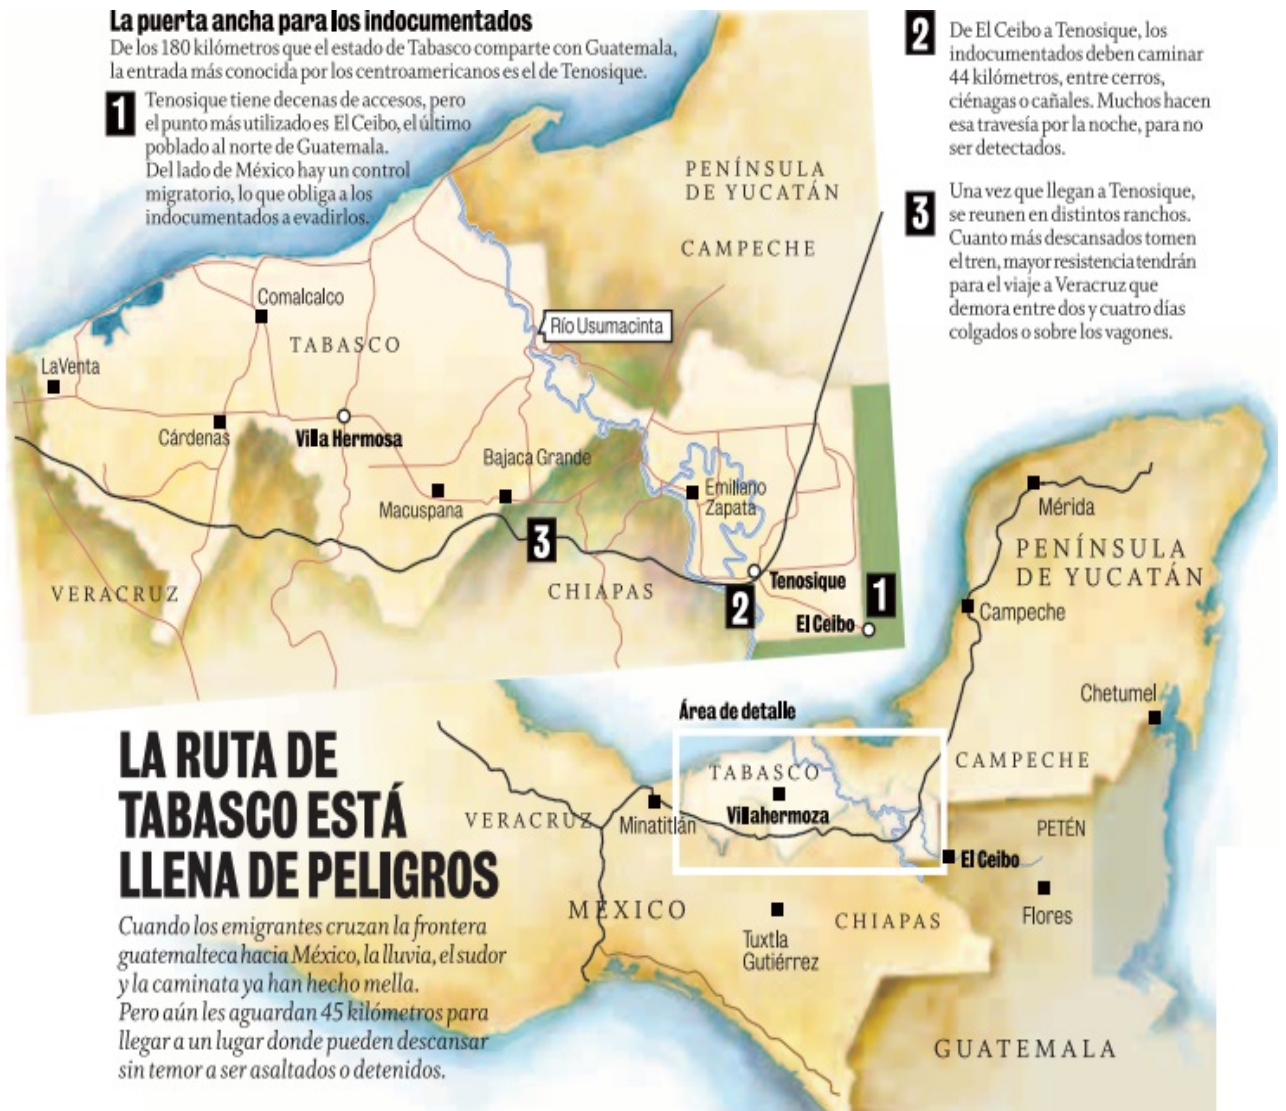 La puerta ancha para los indocumentados
De los 180 kilómetros que el estado de Tabasco comparte con Guatemala,
la entrada más conocida por los centroamericanos es el de Tenosique.
1
Tenosique tiene decenas de accesos, pero
el punto más utilizado es El Ceibo, el último
poblado al norte de Guatemala.
Del lado de México hay un control
migratorio, lo que obliga a los
indocumentados a evadirlos.
2
De El Ceibo a Tenosique, los
indocumentados deben caminar
44 kilómetros, entre cerros,
ciénagas o cañales. Muchos hacen
esa travesía por la noche, para no
ser detectados.
3
Una vez que llegan a Tenosique,
se reunen en distintos ranchos.
Cuanto más descansados tomen
el tren, mayor resistencia tendrán
para el viaje a Veracruz que
demora entre dos y cuatro días
colgados o sobre los vagones.
PENÍNSULA
DE YUCATÁN
CAMPECHE
Comalcalco
TABASCO
Río Usumacinta
La Venta
Cárdenas
Villa Hermosa
Bajaca Grande
Macuspana
Emiliano
Zapata
3
VERACRUZ
CHIAPAS
Tenosique
2
1
El Ceibo
Mérida
PENÍNSULA
DE YUCATÁN
Campeche
Chetumel
Área de detalle
CAMPECHE
TABASCO
Villahermoza
VERACRUZ
Minatitlán
PETÉN
El Ceibo
Flores
MEXICO
CHIAPAS
Tuxtla
Gutiérrez
GUATEMALA
LA RUTA DE
TABASCO ESTÁ
LLENA DE PELIGROS
Cuando los emigrantes cruzan la frontera
guatemalteca hacia México, la lluvia, el sudor
y la caminata ya han hecho mella.
Pero aún les aguardan 45 kilómetros para
llegar a un lugar donde pueden descansar
sin temor a ser asaltados o detenidos.